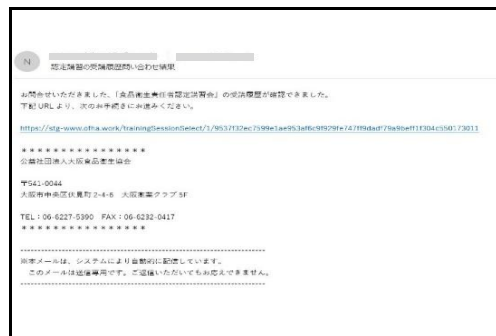 N
認定講習の受講履歴問い合わせ結果
お問合せいただきました、「食品衛生責任者認定講習会」の受講履歴が確認できました。
下記URLより、次のお手続きにお進みください。
https://stg-www.ofha.work/trainingSessionSelect/1/9537f32ec7599e1ae953af6c9f929fe747ff9dadf79a9beff1f304c550173011
****************
公益社団法人大阪食品衛生協会
〒541-0044
大阪市中央区伏見町2-4-6 大阪薬業クラブ5F
TEL:06-6227-5390 FAX:06-6232-0417
****************
--------------------------------------------------------------
※本メールは、システムにより自動的に配信しています。
このメールは送信専用です。ご返信いただいてもお応えできません。
--------------------------------------------------------------